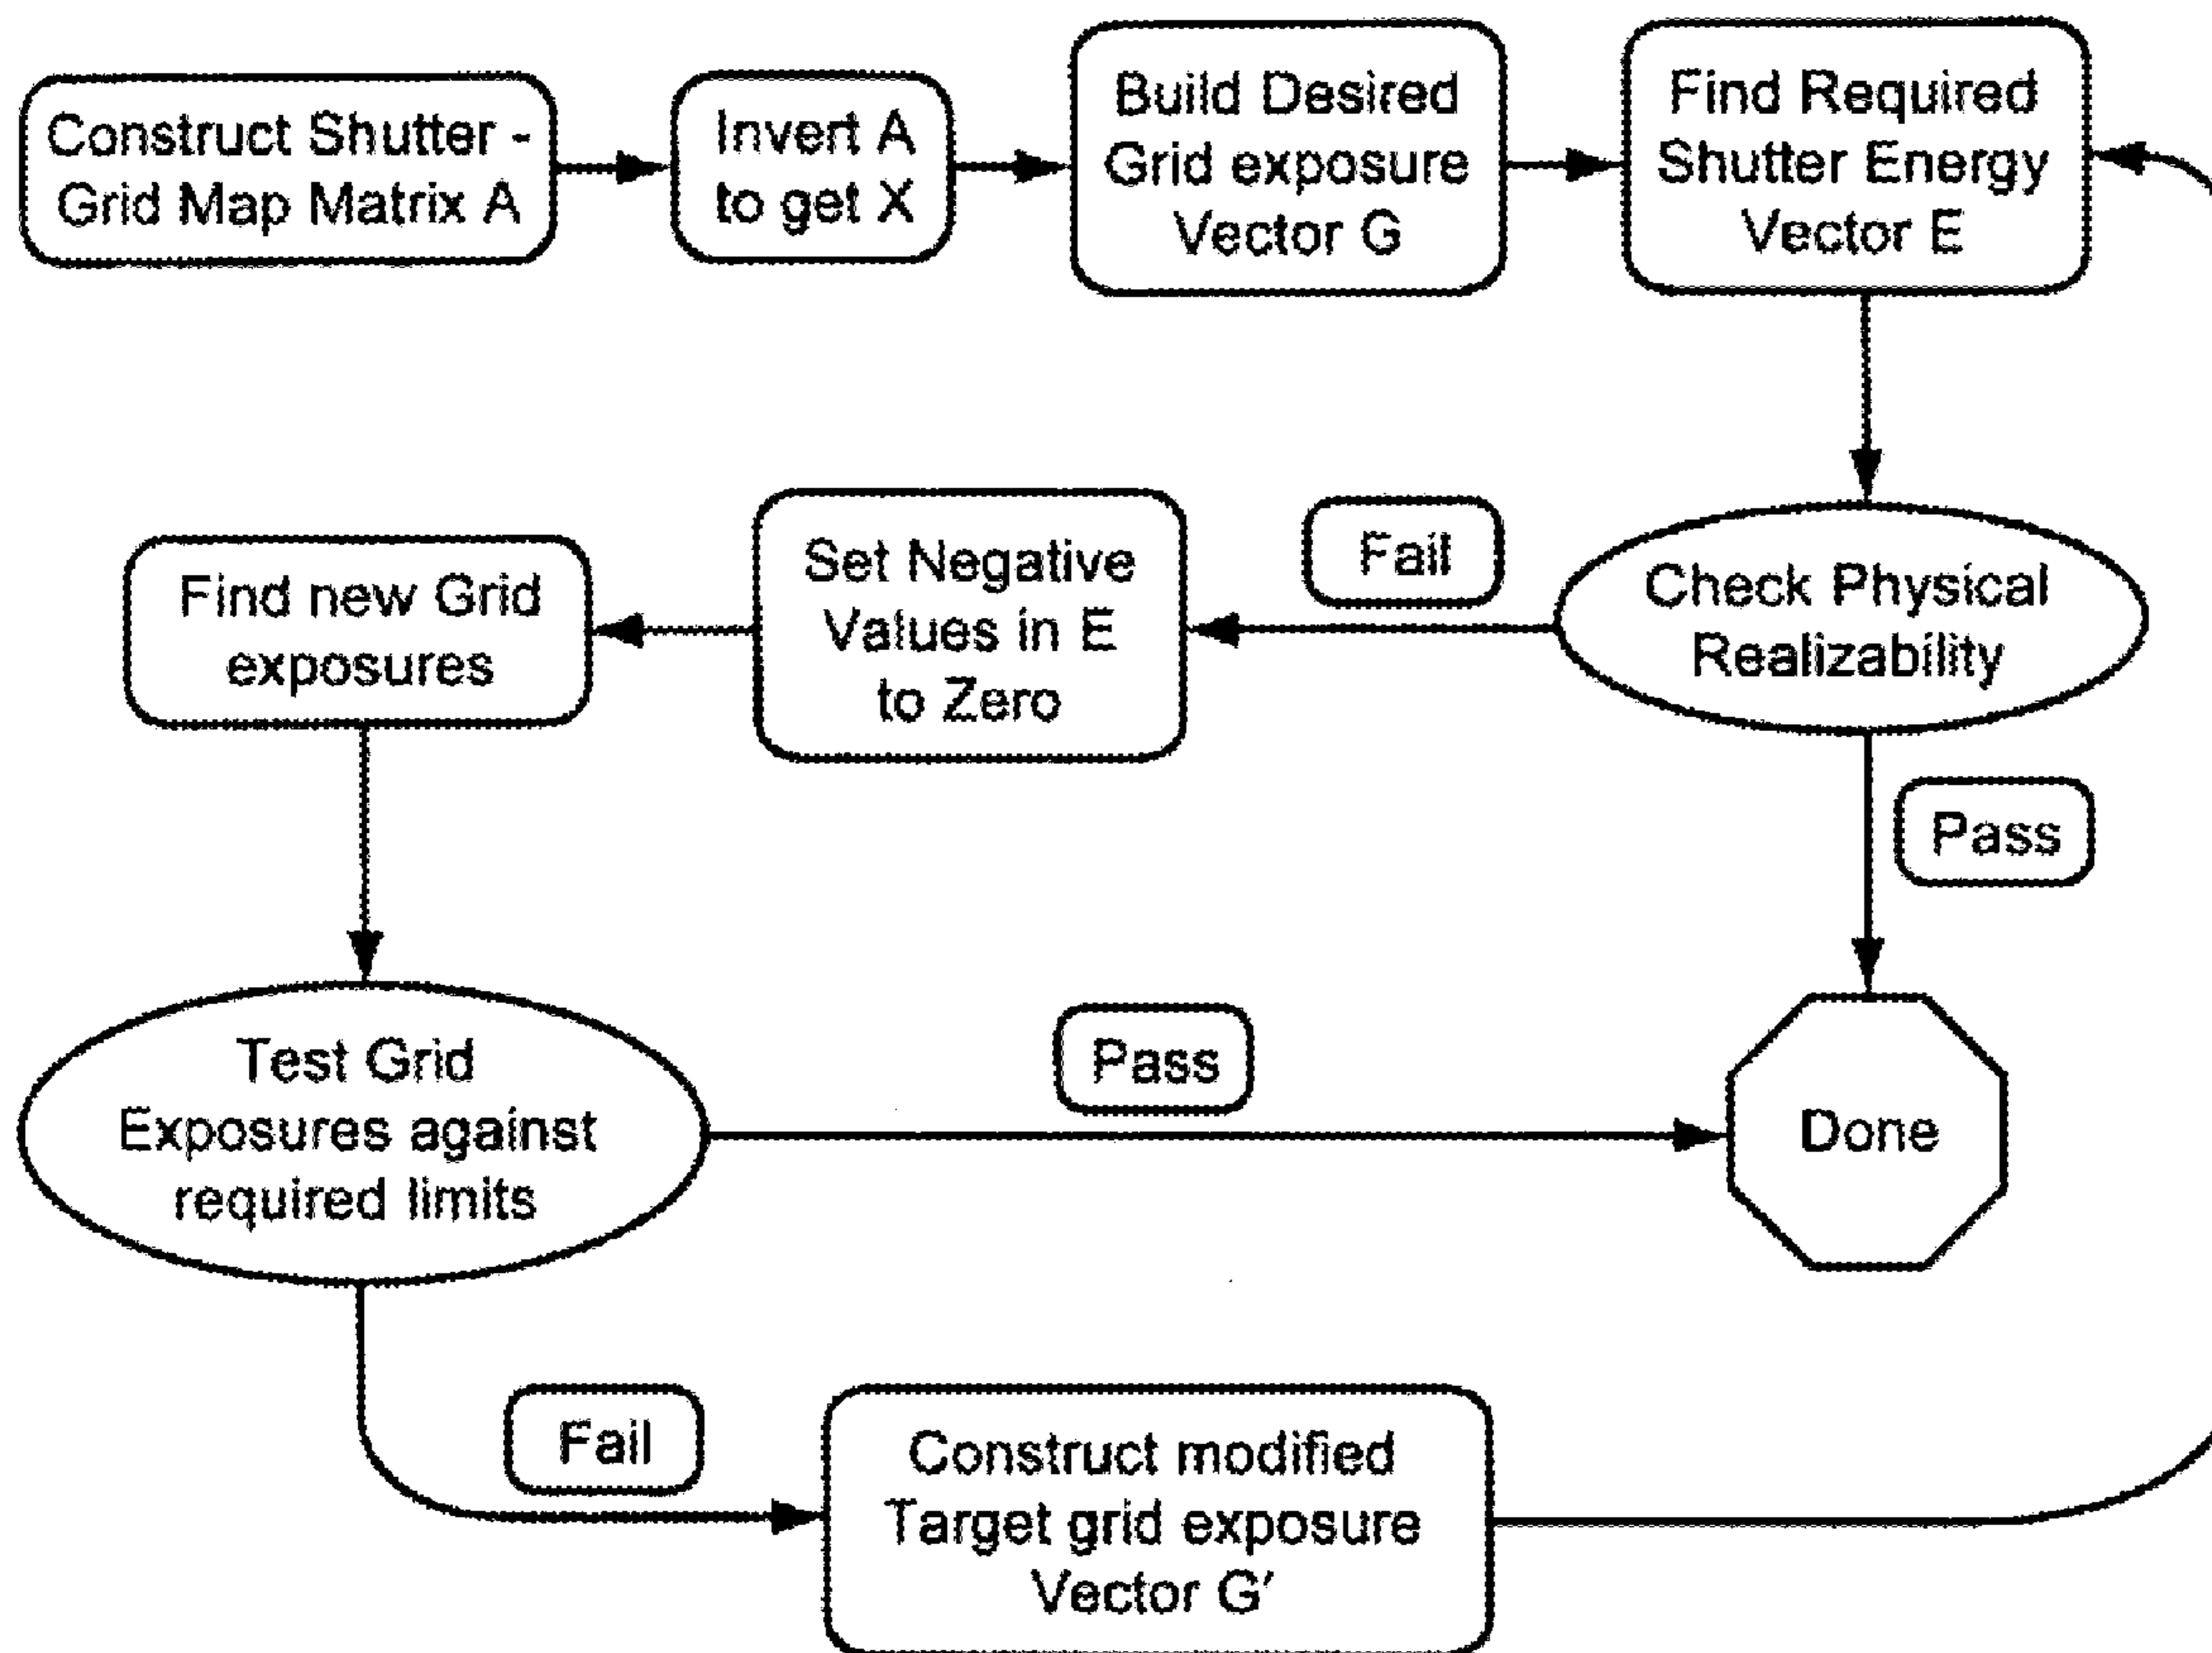 Construct Shutter -
Grid Map Matrix A
Invert A
to get X
Build Desired
Grid exposure
Vector G
Find Required
Shutter Energy
Vector E
Check Physical
Realizability
Fail
Set Negative
Values in E
to Zero
Find new Grid
exposures
Pass
Test Grid
Exposures against
required limits
Pass
Done
Fail
Construct modified
Target grid exposure
Vector G′